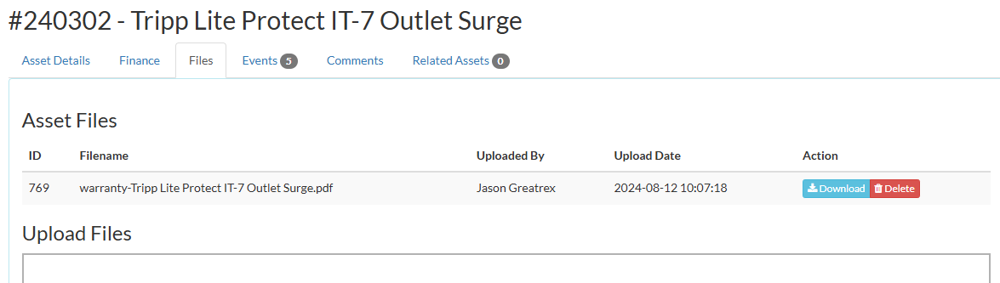 #240302 - Tripp Lite Protect IT-7 Outlet Surge
Asset Details Finance Files Events 5 Comments Related Assets 0
Asset Files
ID Filename Uploaded By Upload Date Action
769 warranty-Tripp Lite Protect IT-7 Outlet Surge.pdf Jason Greatrex 2024-08-12 10:07:18 Download Delete
Upload Files